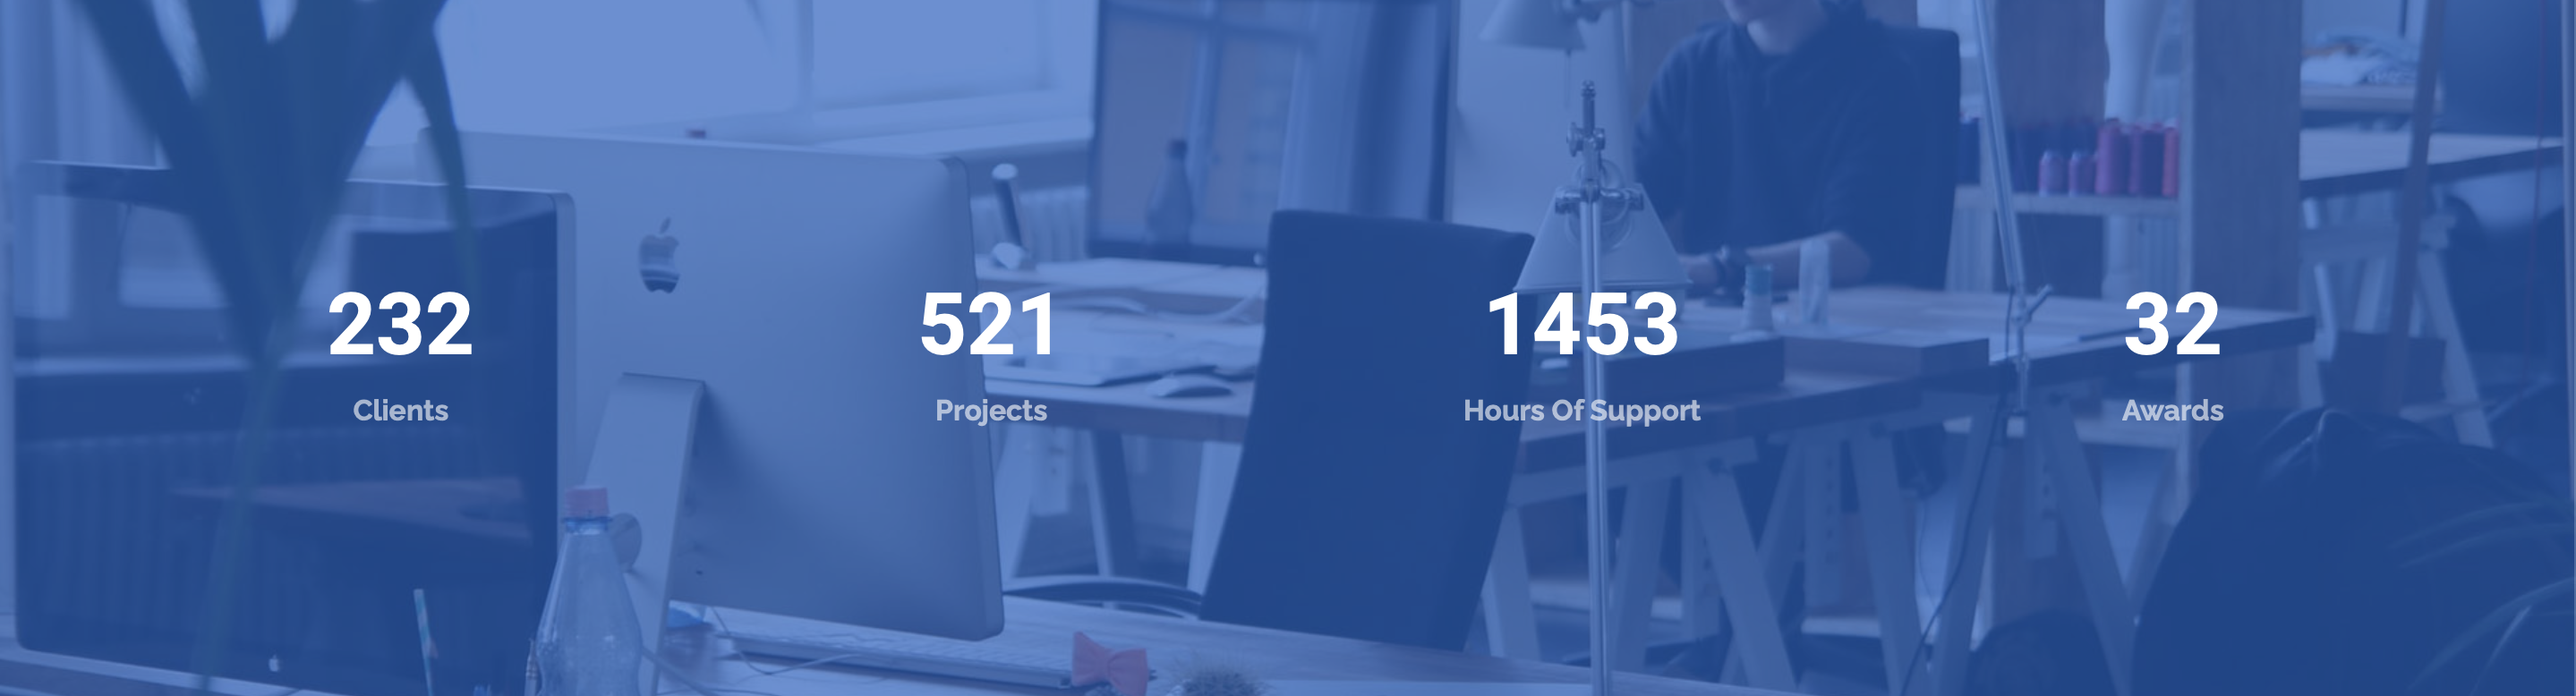 232
521
1453
32
Clients
Projects
Hours Of Support
Awards